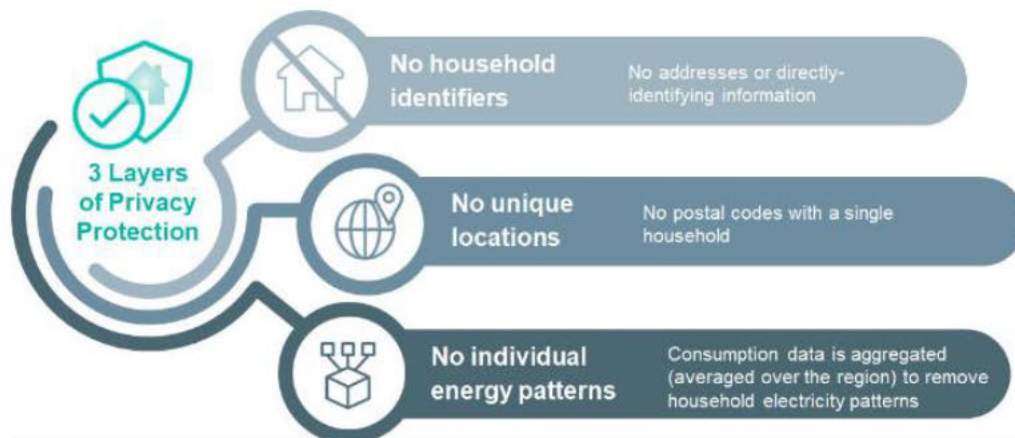 3 Layers
of Privacy
Protection
No household
identifiers
No addresses or directly-
identifying information
No unique
locations
No postal codes with a single
household
No individual
energy patterns
Consumption data is aggregated
(averaged over the region) to remove
household electricity patterns